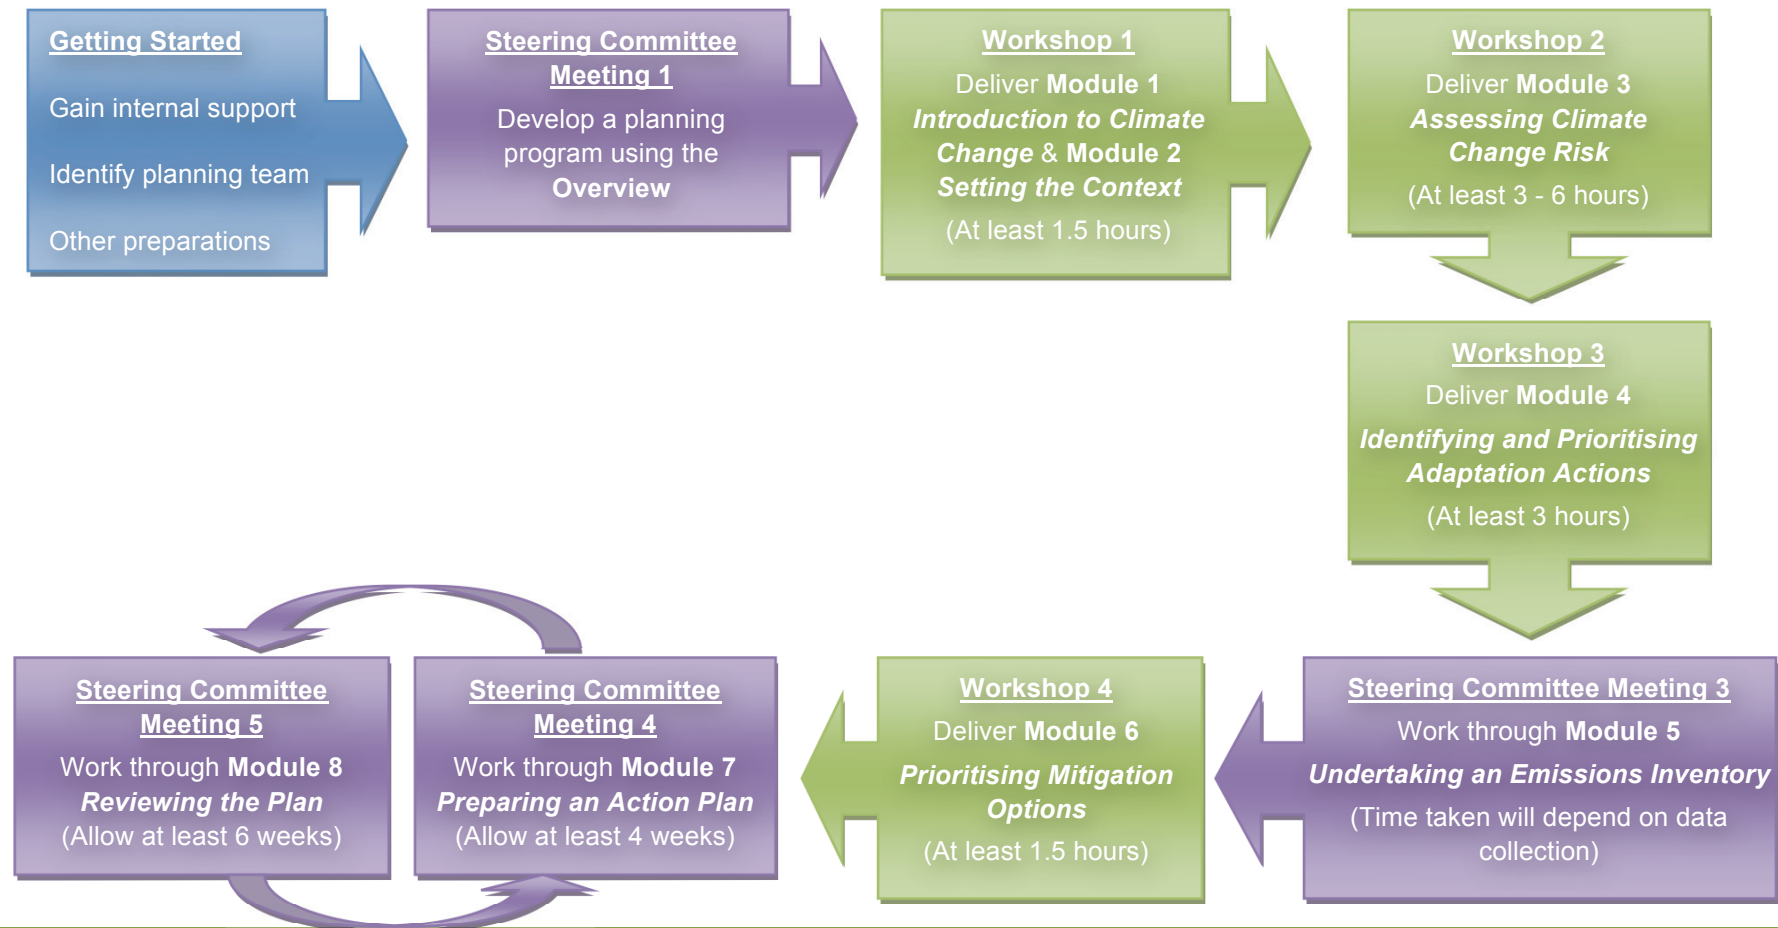 Getting Started
Gain internal support
Identify planning team
Other preparations
Steering Committee
Meeting 1
Develop a planning
program using the
Overview
Workshop 1
Deliver Module 1
Introduction to Climate
Change & Module 2
Setting the Context
(At least 1.5 hours)
Workshop 2
Deliver Module 3
Assessing Climate
Change Risk
(At least 3 - 6 hours)
Workshop 3
Deliver Module 4
Identifying and Prioritising
Adaptation Actions
(At least 3 hours)
Steering Committee Meeting 3
Work through Module 5
Undertaking an Emissions Inventory
(Time taken will depend on data
collection)
Workshop 4
Deliver Module 6
Prioritising Mitigation
Options
(At least 1.5 hours)
Steering Committee
Meeting 4
Work through Module 7
Preparing an Action Plan
(Allow at least 4 weeks)
Steering Committee
Meeting 5
Work through Module 8
Reviewing the Plan
(Allow at least 6 weeks)